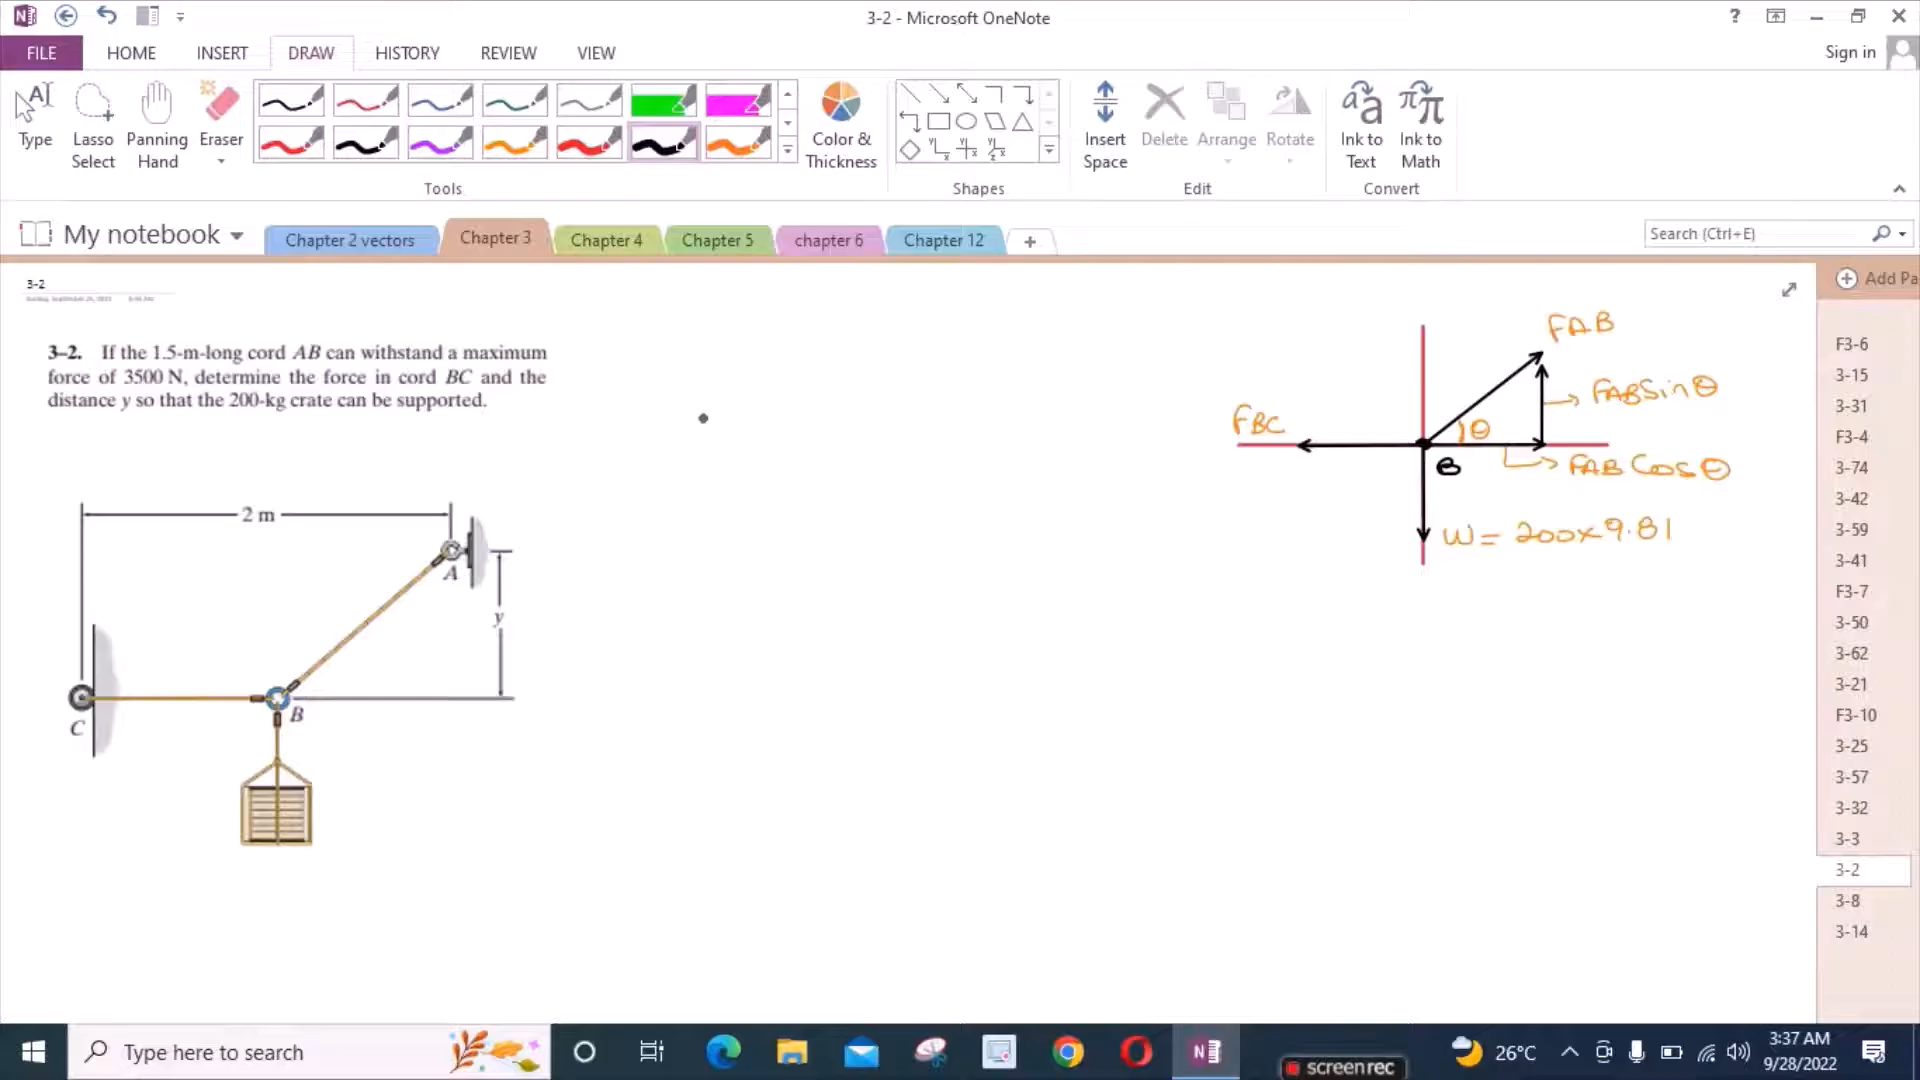 3-2 - Microsoft OneNote
?
FILE HOME INSERT DRAW HISTORY REVIEW VIEW
Sign in
Type
Lasso Select
Panning Hand
Eraser
Color & Thickness
Insert Space
Delete
Arrange
Rotate
Ink to Text
Ink to Math
Tools
Shapes
Edit
Convert
My notebook
Chapter 2 vectors
Chapter 3
Chapter 4
Chapter 5
chapter 6
Chapter 12
Search (Ctrl+E)
Add Pa
3-2
3–2. If the 1.5-m-long cord AB can withstand a maximum
force of 3500 N, determine the force in cord BC and the
distance y so that the 200-kg crate can be supported.
2 m
A
y
B
C
FAB
FAB Sin θ
FBC
θ
B
FAB Cos θ
W = 200×9.81
F3-6
3-15
3-31
F3-4
3-74
3-42
3-59
3-41
F3-7
3-50
3-62
3-21
F3-10
3-25
3-57
3-32
3-3
3-2
3-8
3-14
Type here to search
screen rec
26°C
3:37 AM
9/28/2022